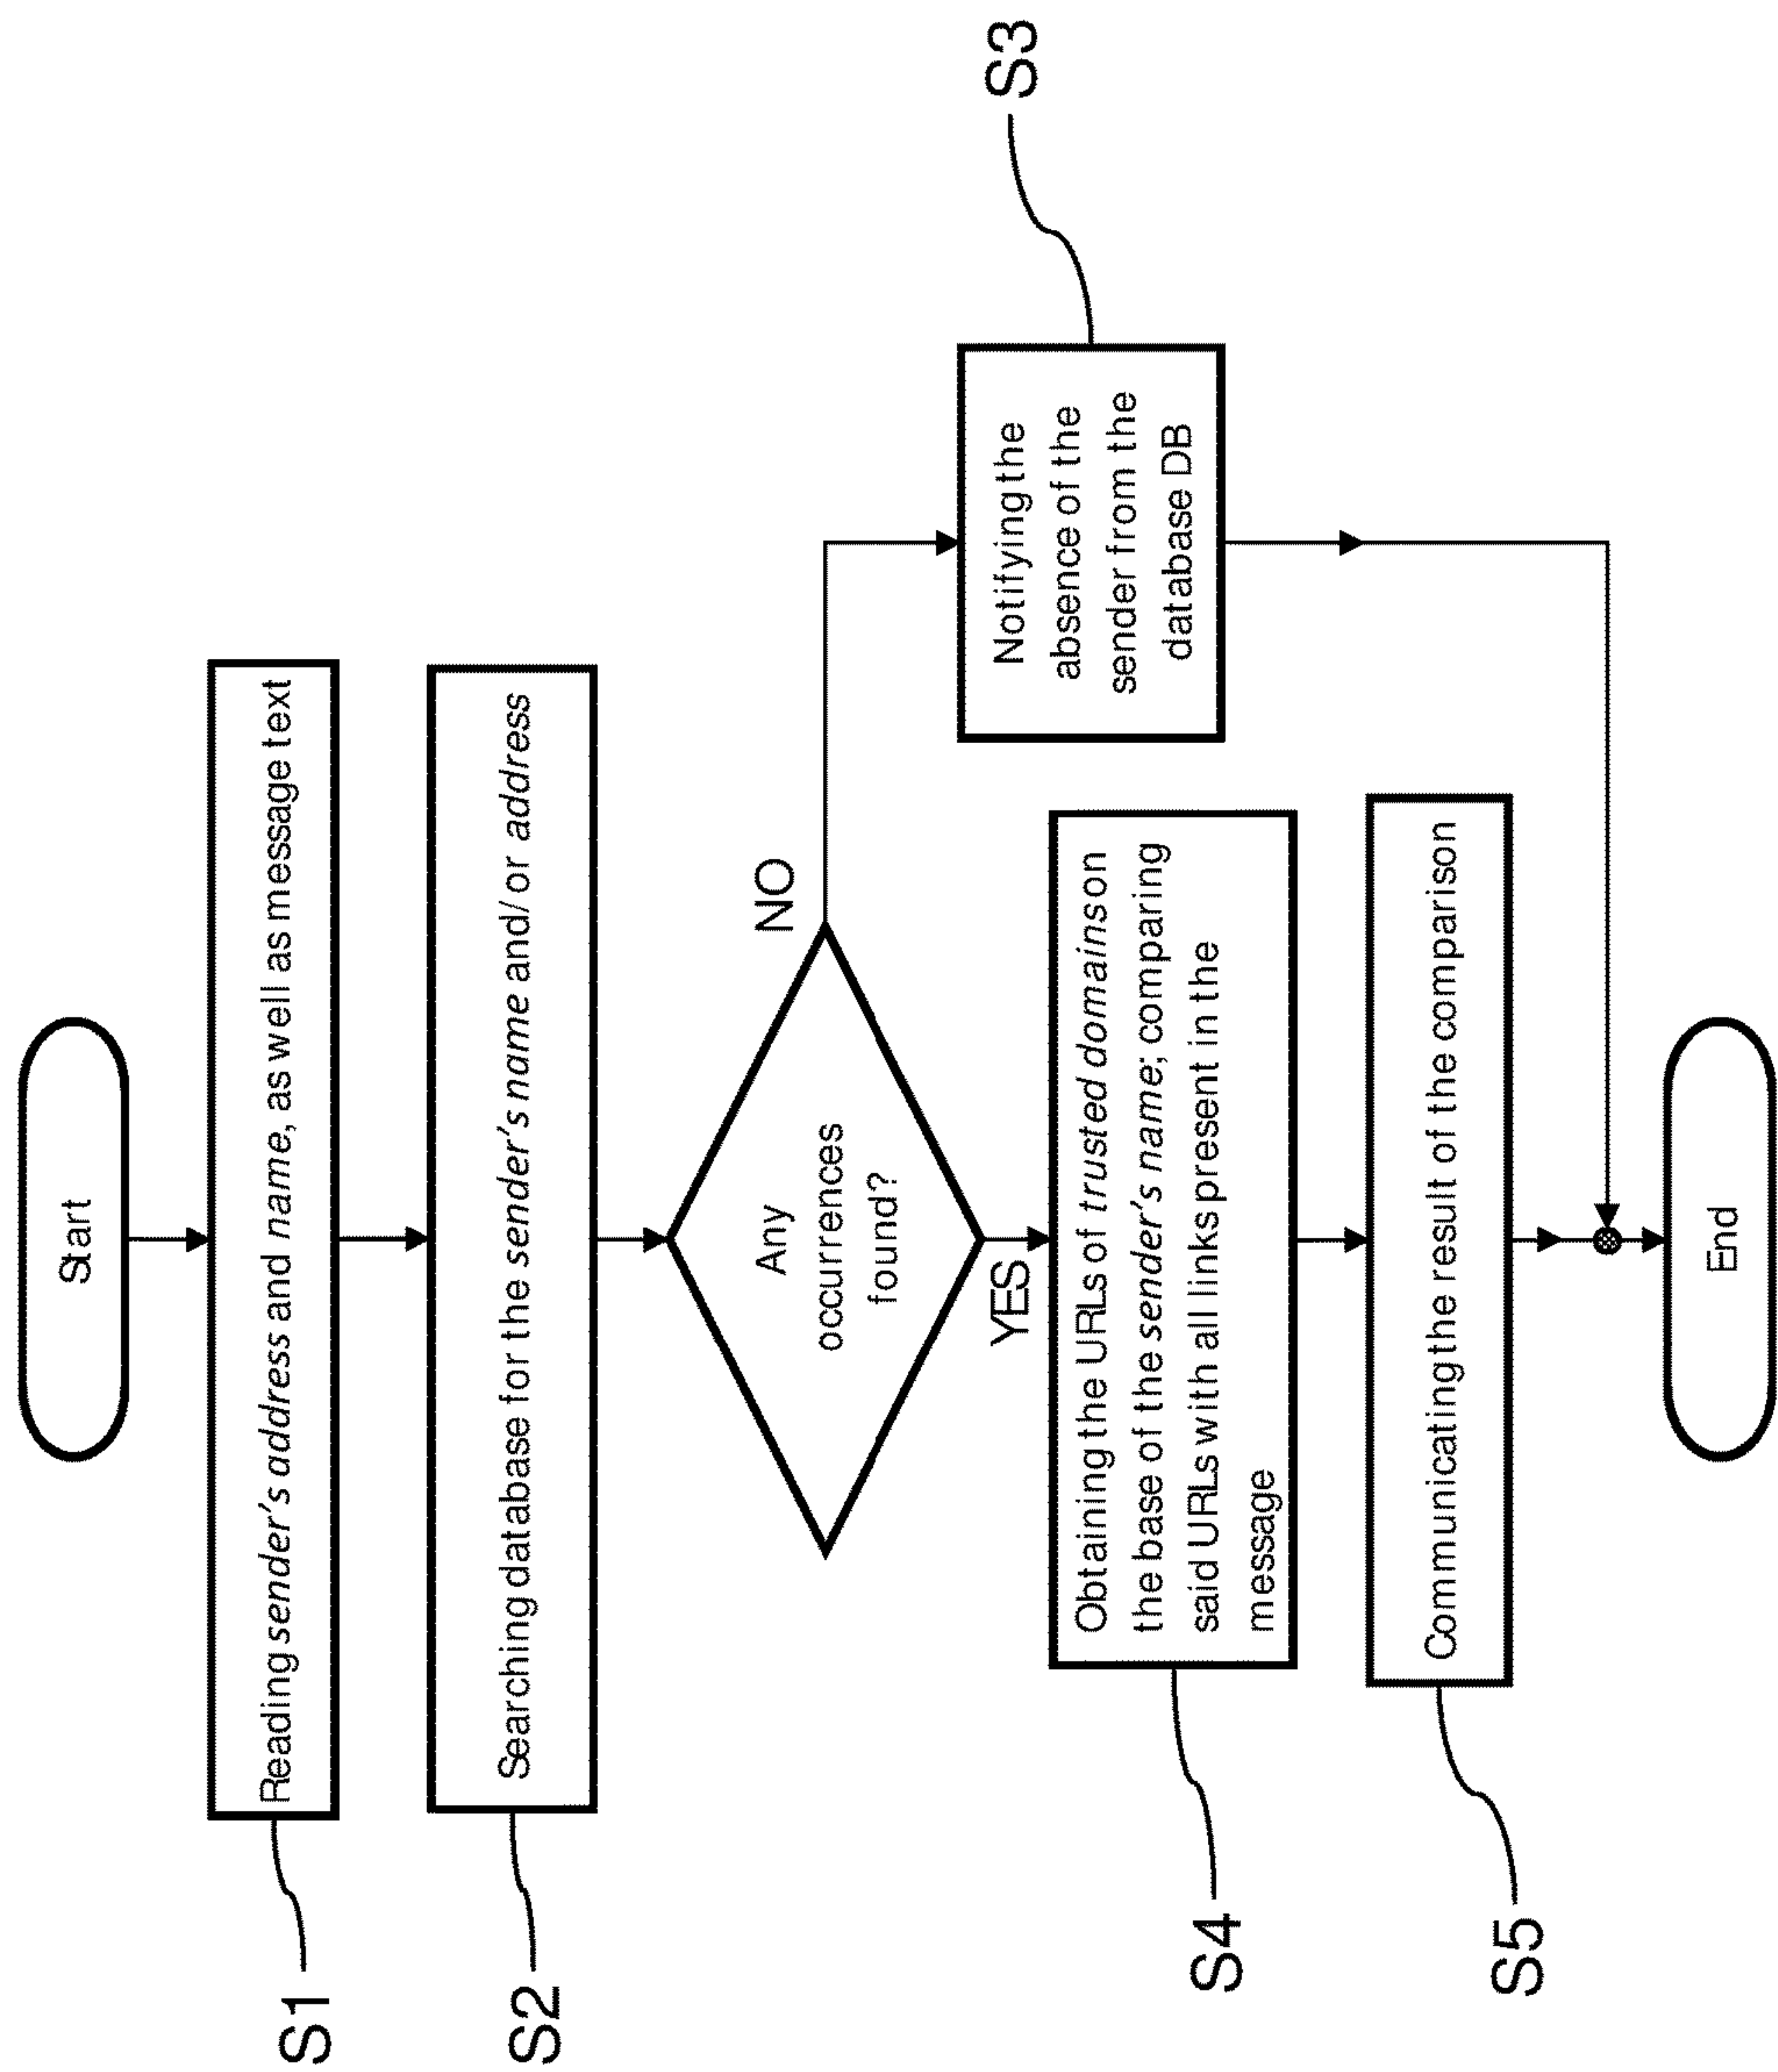 Start
S1
Reading sender's address and name, as well as message text
S2
Searching database for the sender's name and/or address
Any
occurrences
found?
NO
YES
Notifying the
absence of the
sender from the
database DB
S3
S4
Obtaining the URLs of trusted domains on
the base of the sender's name; comparing
said URLs with all links present in the
message
S5
Communicating the result of the comparison
End